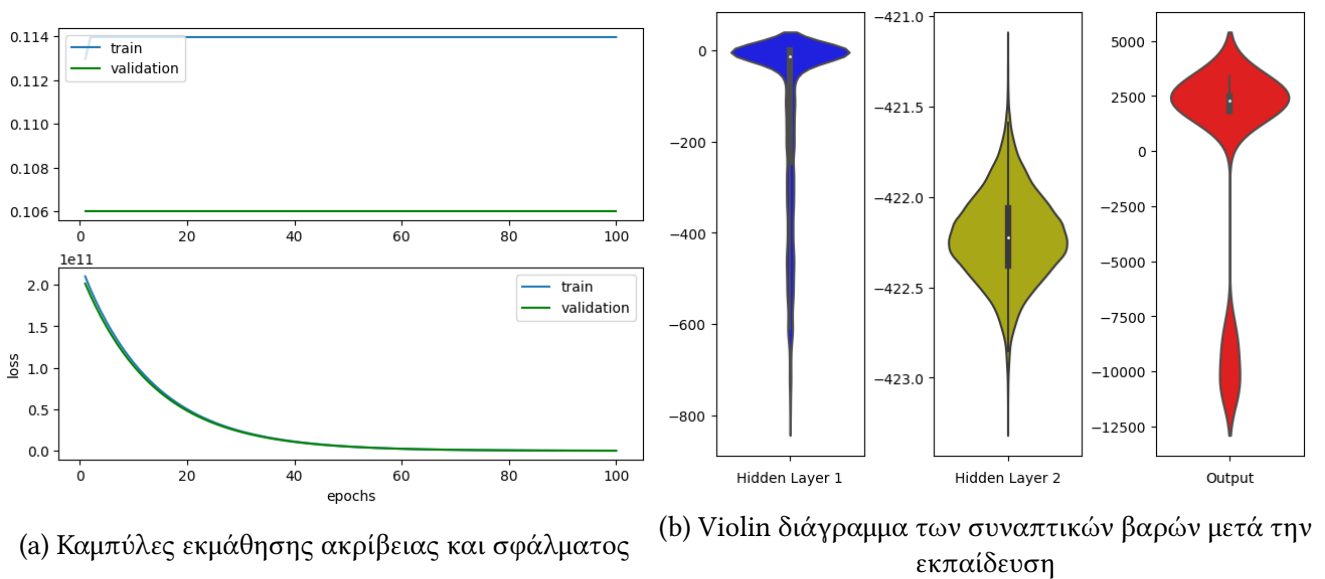 0.114
0.112
0.110
0.108
0.106
train
validation
0 20 40 60 80 100
1e11
2.0
1.5
1.0
0.5
0.0
loss
train
validation
0 20 40 60 80 100
epochs
(a) Καμπύλες εκμάθησης ακρίβειας και σφάλματος
0
−200
−400
−600
−800
Hidden Layer 1
−421.0
−421.5
−422.0
−422.5
−423.0
Hidden Layer 2
5000
2500
0
−2500
−5000
−7500
−10000
−12500
Output
(b) Violin διάγραμμα των συναπτικών βαρών μετά την
εκπαίδευση